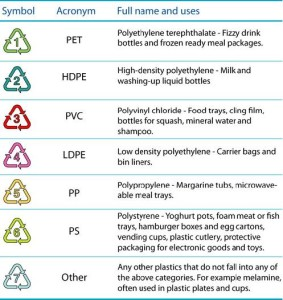 Symbol Acronym Full name and uses
1 PET Polyethylene terephthalate - Fizzy drink
bottles and frozen ready meal packages.
2 HDPE High-density polyethylene - Milk and
washing-up liquid bottles
3 PVC Polyvinyl chloride - Food trays, cling film,
bottles for squash, mineral water and
shampoo.
4 LDPE Low density polyethylene - Carrier bags and
bin liners.
5 PP Polypropylene - Margarine tubs, microwave-
able meal trays.
6 PS Polystyrene - Yoghurt pots, foam meat or fish
trays, hamburger boxes and egg cartons,
vending cups, plastic cutlery, protective
packaging for electronic goods and toys.
7 Other Any other plastics that do not fall into any of
the above categories. For example melamine,
often used in plastic plates and cups.